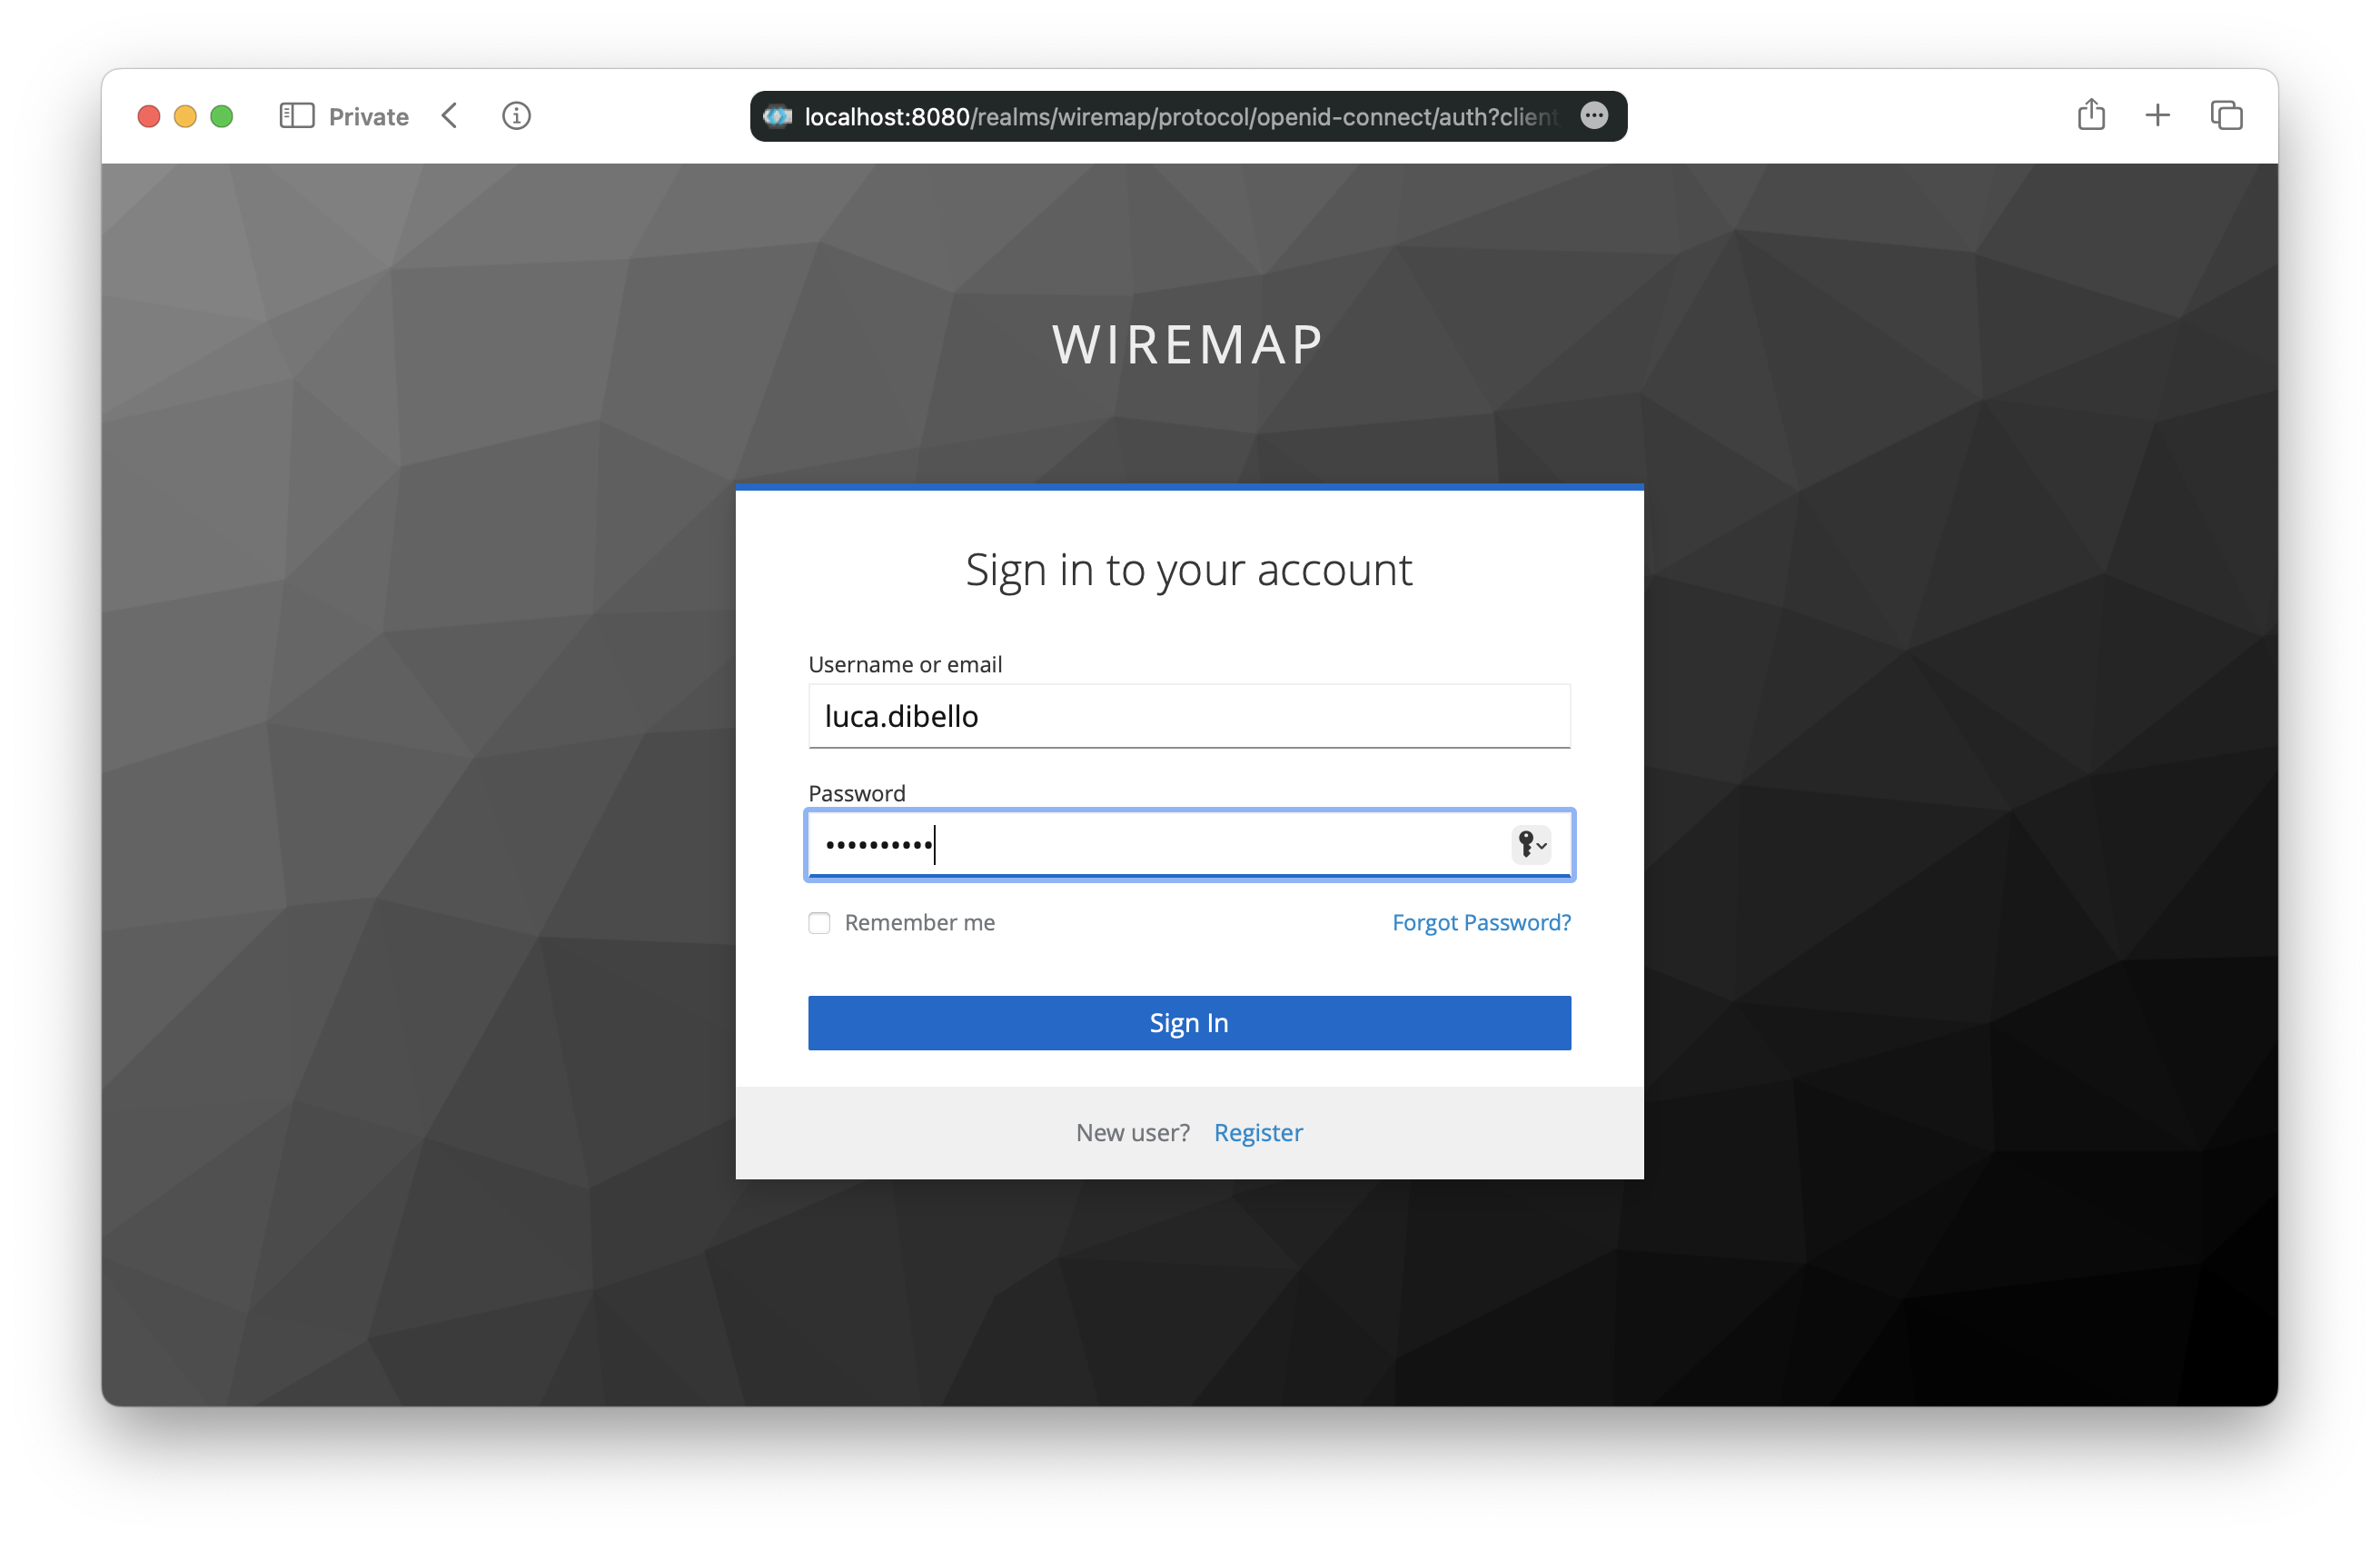 Private
localhost:8080/realms/wiremap/protocol/openid-connect/auth?client
WIREMAP
Sign in to your account
Username or email
luca.dibello
Password
••••••••••
Remember me
Forgot Password?
Sign In
New user? Register